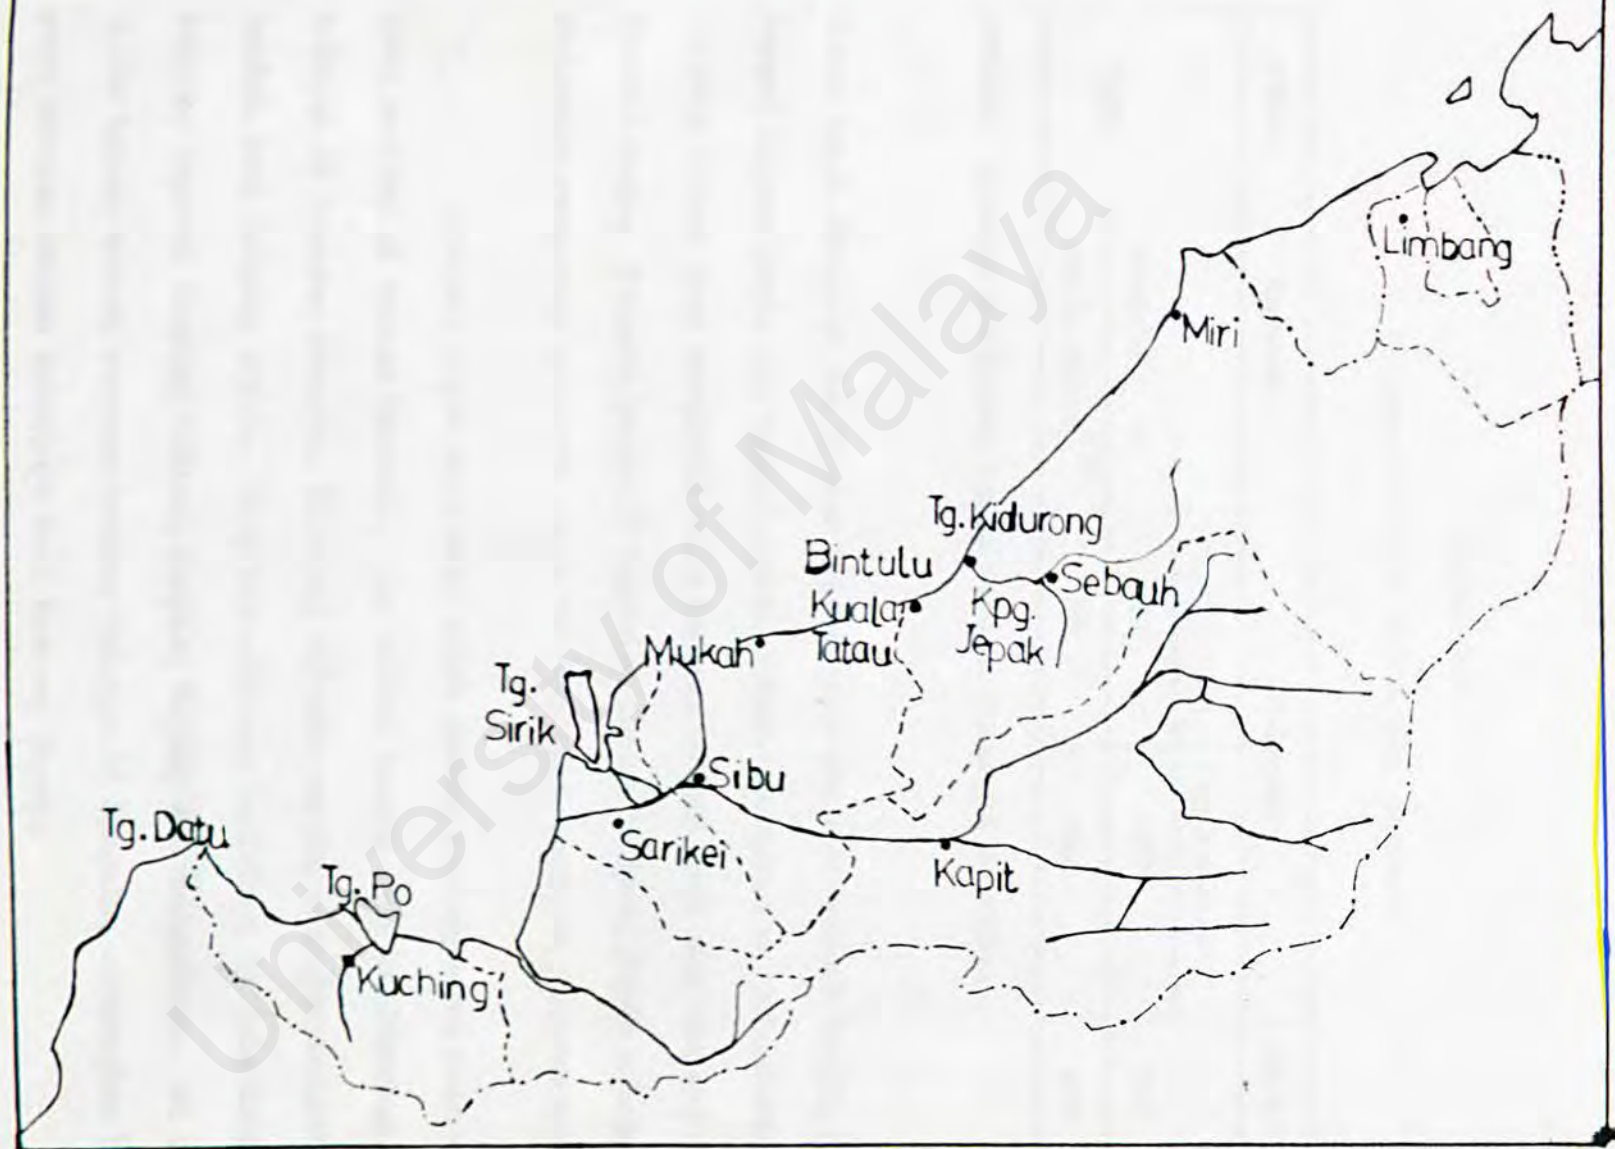 Limbang
Miri
Tg. Kidurong
Bintulu
Sebauh
Kuala
Tatau
Kpg.
Jepak
Mukah
Tg.
Sirik
Sibu
Tg. Datu
Sarikei
Kapit
Tg. Po
Kuching
University of Malaya